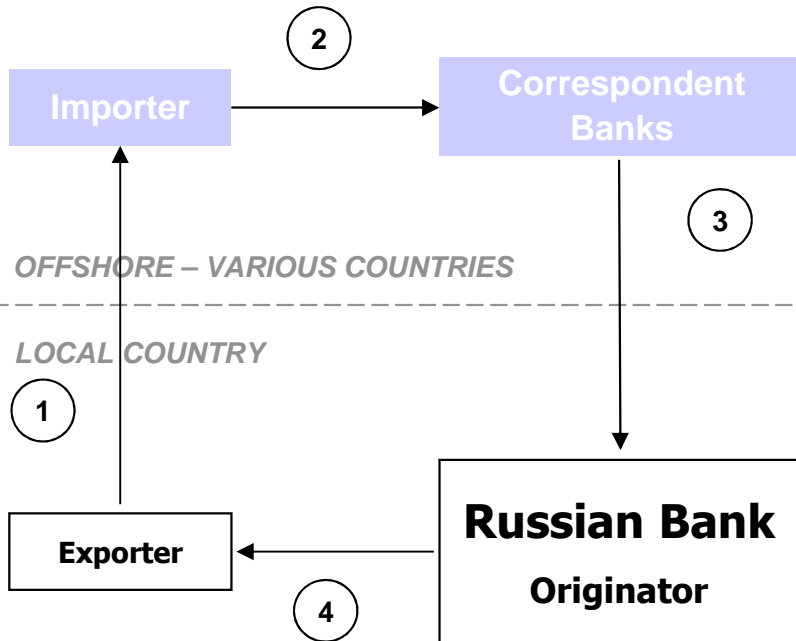 2
Importer
Correspondent
Banks
3
OFFSHORE – VARIOUS COUNTRIES
LOCAL COUNTRY
1
Russian Bank
Originator
Exporter
4